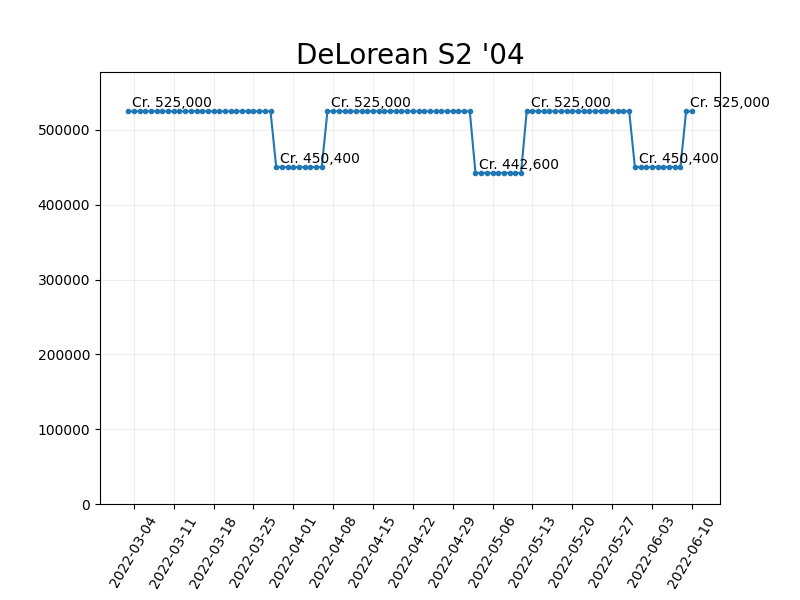 DeLorean S2 '04
Cr. 525,000
Cr. 525,000
Cr. 525,000
Cr. 525,000
Cr. 450,400
Cr. 442,600
Cr. 450,400
500000
400000
300000
200000
100000
0
2022-03-04
2022-03-11
2022-03-18
2022-03-25
2022-04-01
2022-04-08
2022-04-15
2022-04-22
2022-04-29
2022-05-06
2022-05-13
2022-05-20
2022-05-27
2022-06-03
2022-06-10